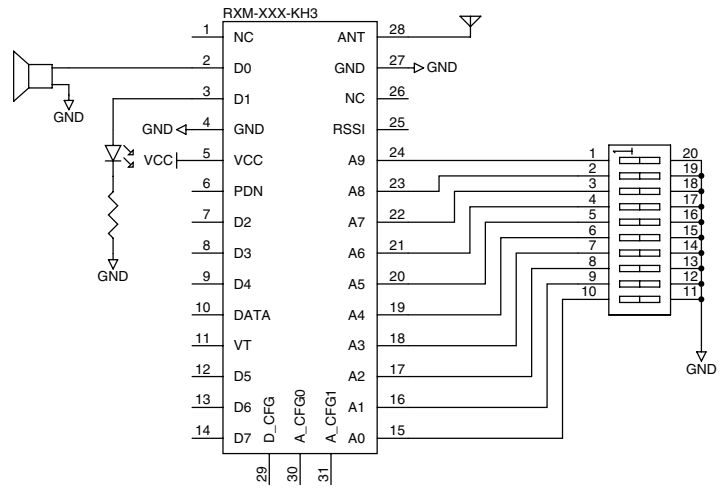 RXM-XXX-KH3
1 NC ANT 28
2 D0 GND 27 GND
3 D1 NC 26
GND 4 GND RSSI 25
VCC 5 VCC A9 24
6 PDN A8 23
7 D2 A7 22
8 D3 A6 21
9 D4 A5 20
10 DATA A4 19
11 VT A3 18
12 D5 A2 17
13 D6 A1 16
14 D7 A0 15
D_CFG A_CFG0 A_CFG1
29 30 31
GND
GND
1 1 20
2 19
3 18
4 17
5 16
6 15
7 14
8 13
9 12
10 11
GND